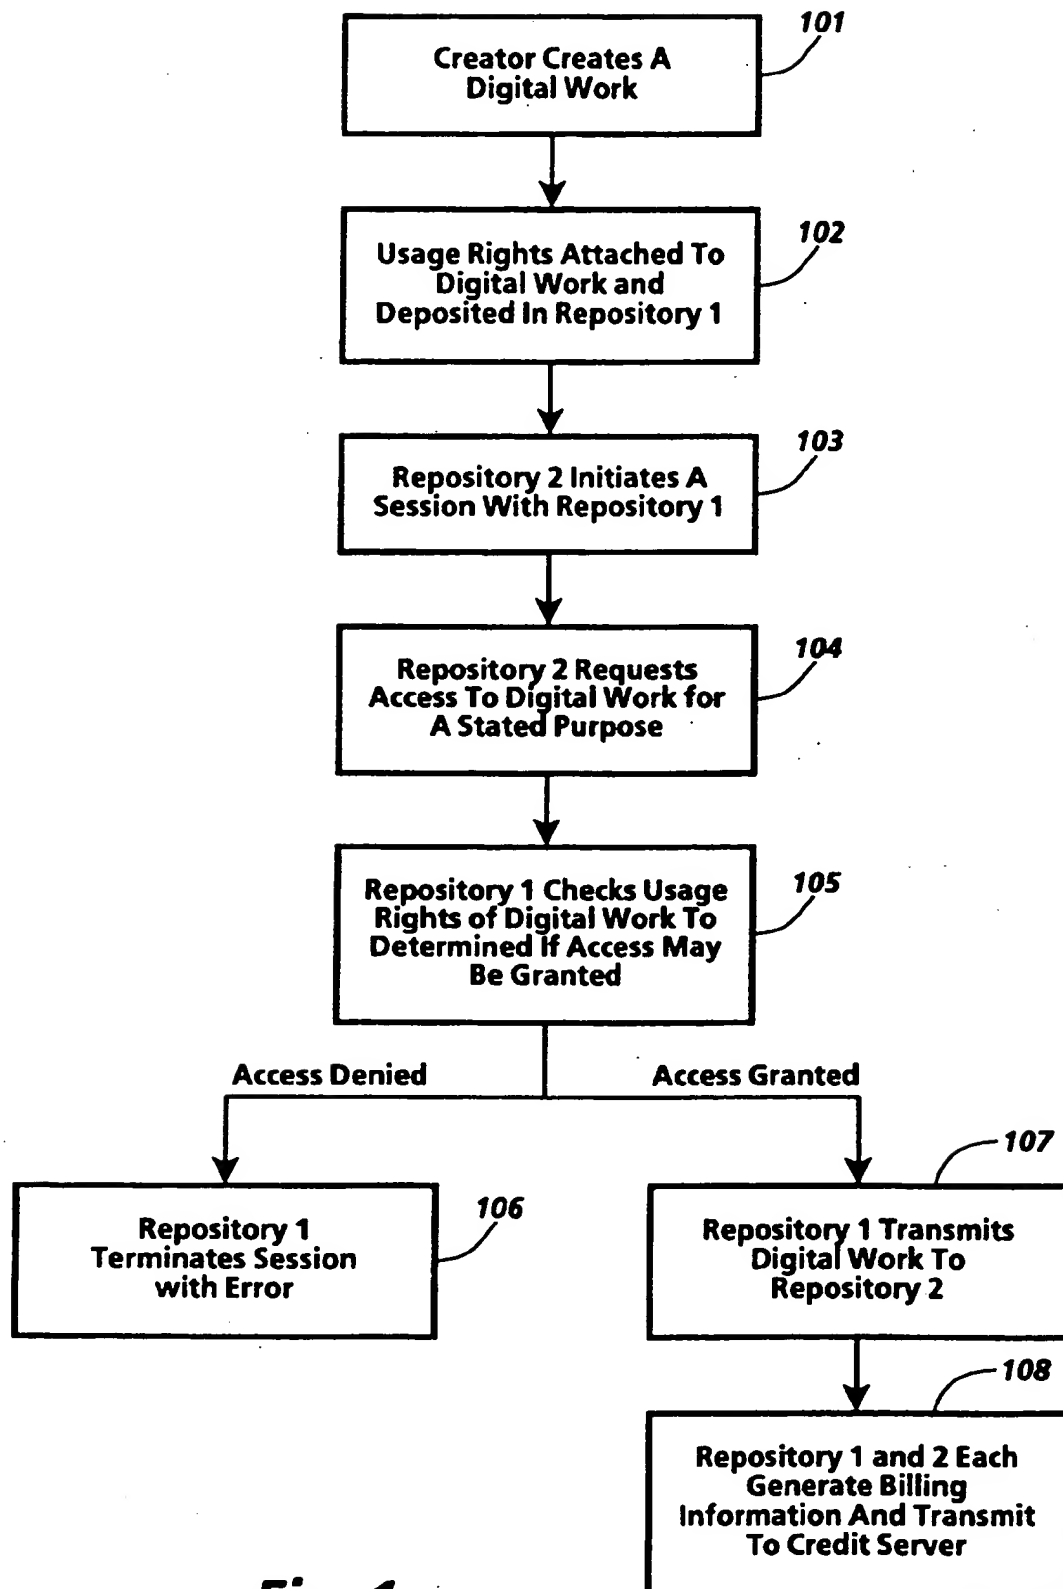 101
Creator Creates A
Digital Work
102
Usage Rights Attached To
Digital Work and
Deposited In Repository 1
103
Repository 2 Initiates A
Session With Repository 1
104
Repository 2 Requests
Access To Digital Work for
A Stated Purpose
105
Repository 1 Checks Usage
Rights of Digital Work To
Determined If Access May
Be Granted
Access Denied
Access Granted
106
Repository 1
Terminates Session
with Error
107
Repository 1 Transmits
Digital Work To
Repository 2
108
Repository 1 and 2 Each
Generate Billing
Information And Transmit
To Credit Server